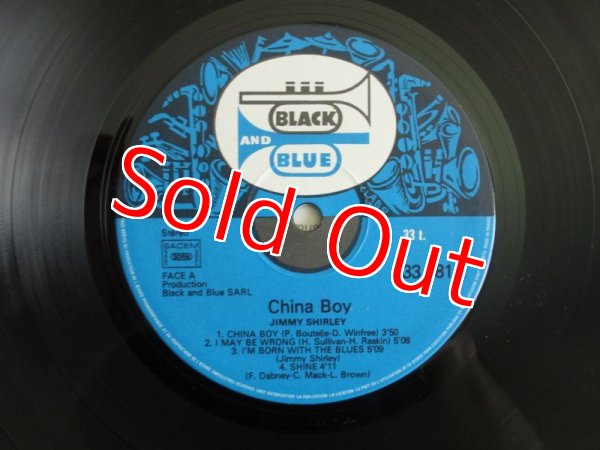 BLACK
AND
BLUE
Sold Out
33 t.
SACEM
FACE A
Production
Black and Blue SARL
China Boy
JIMMY SHIRLEY
1. CHINA BOY (P. Boutelje-D. Winfree) 3'50
2. I MAY BE WRONG (H. Sullivan-H. Raskin) 5'08
3. I'M BORN WITH THE BLUES 5'09
(Jimmy Shirley)
4. SHINE 4'11
(F. Dabney-C. Mack-L. Brown)